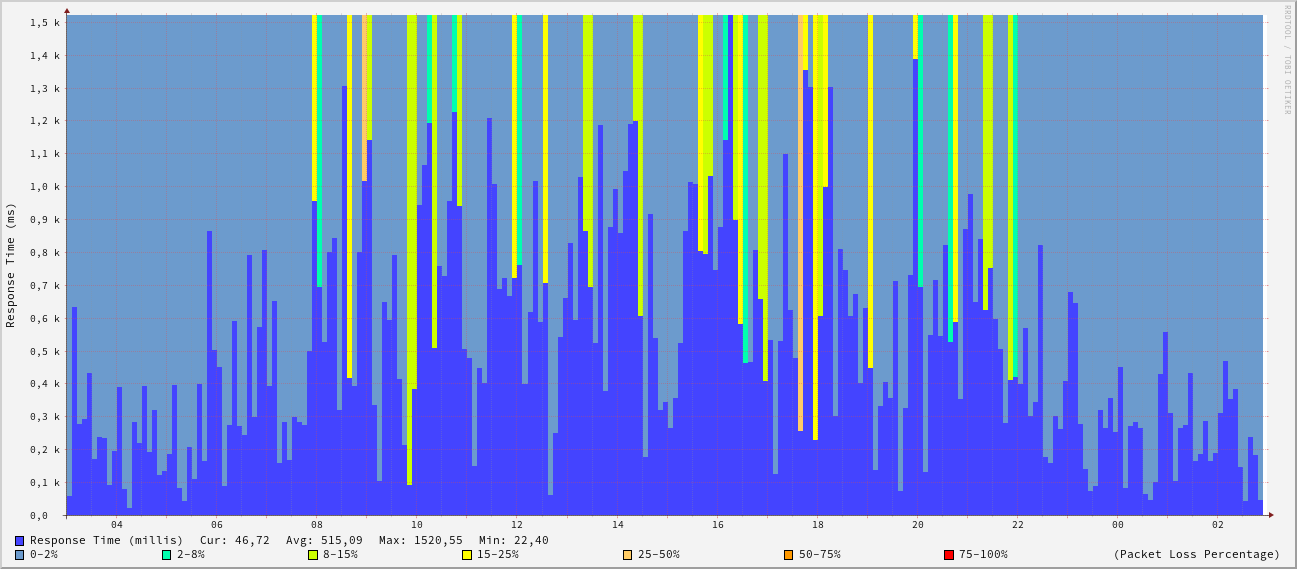 RRDTOOL / TOBI OETIKER
Response Time (ms)
1,5 k
1,4 k
1,3 k
1,2 k
1,1 k
1,0 k
0,9 k
0,8 k
0,7 k
0,6 k
0,5 k
0,4 k
0,3 k
0,2 k
0,1 k
0,0
04 06 08 10 12 14 16 18 20 22 00 02
Response Time (millis) Cur: 46,72 Avg: 515,09 Max: 1520,55 Min: 22,40
0-2% 2-8% 8-15% 15-25% 25-50% 50-75% 75-100% (Packet Loss Percentage)